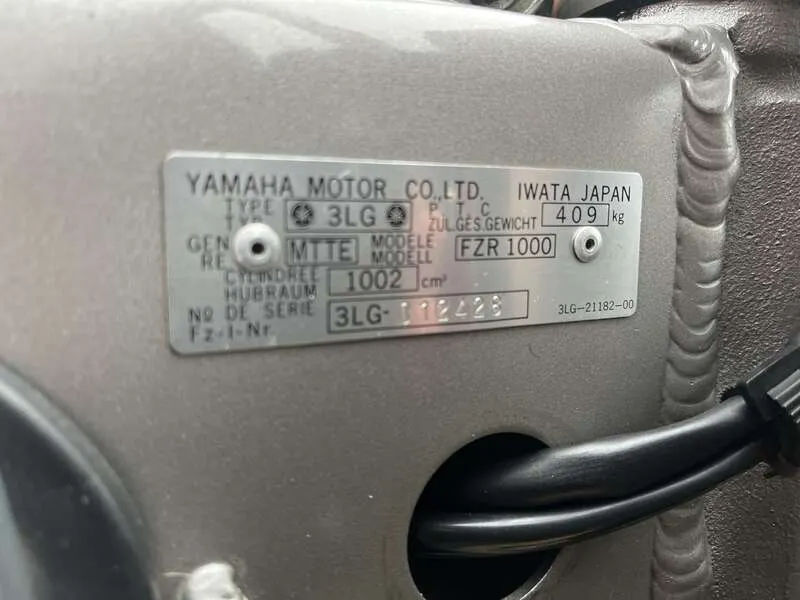 YAMAHA MOTOR CO.,LTD. IWATA JAPAN
TYPE TYP 3LG P. T. C. ZUL.GES.GEWICHT 409 kg
GEN RE MTTE MODELE MODELL FZR 1000
CYLINDREE HUBRAUM 1002 cm³
Nº DE SERIE Fz-I-Nr. 3LG- 3LG-21182-00